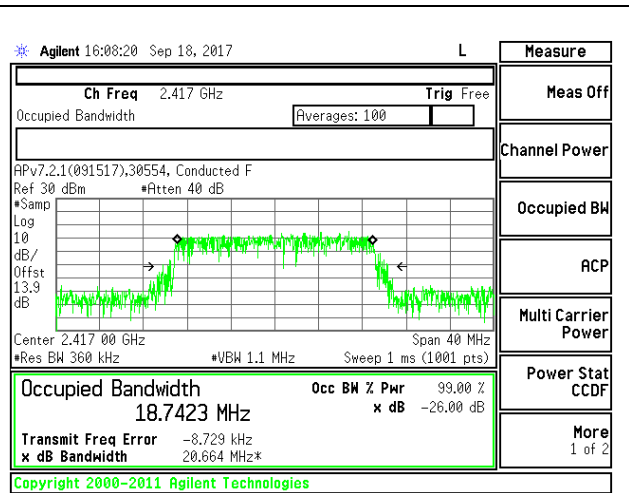 Agilent 16:08:20 Sep 18, 2017 L
Measure
Ch Freq 2.417 GHz Trig Free
Occupied Bandwidth Averages: 100
APv7.2.1(091517),30554, Conducted F
Ref 30 dBm #Atten 40 dB
#Samp
Log
10
dB/
Offst
13.9
dB
Center 2.417 00 GHz Span 40 MHz
#Res BW 360 kHz #VBW 1.1 MHz Sweep 1 ms (1001 pts)
Occupied Bandwidth Occ BW % Pwr 99.00 %
18.7423 MHz x dB -26.00 dB
Transmit Freq Error -8.729 kHz
x dB Bandwidth 20.664 MHz*
Copyright 2000-2011 Agilent Technologies
Meas Off
Channel Power
Occupied BW
ACP
Multi Carrier
Power
Power Stat
CCDF
More
1 of 2